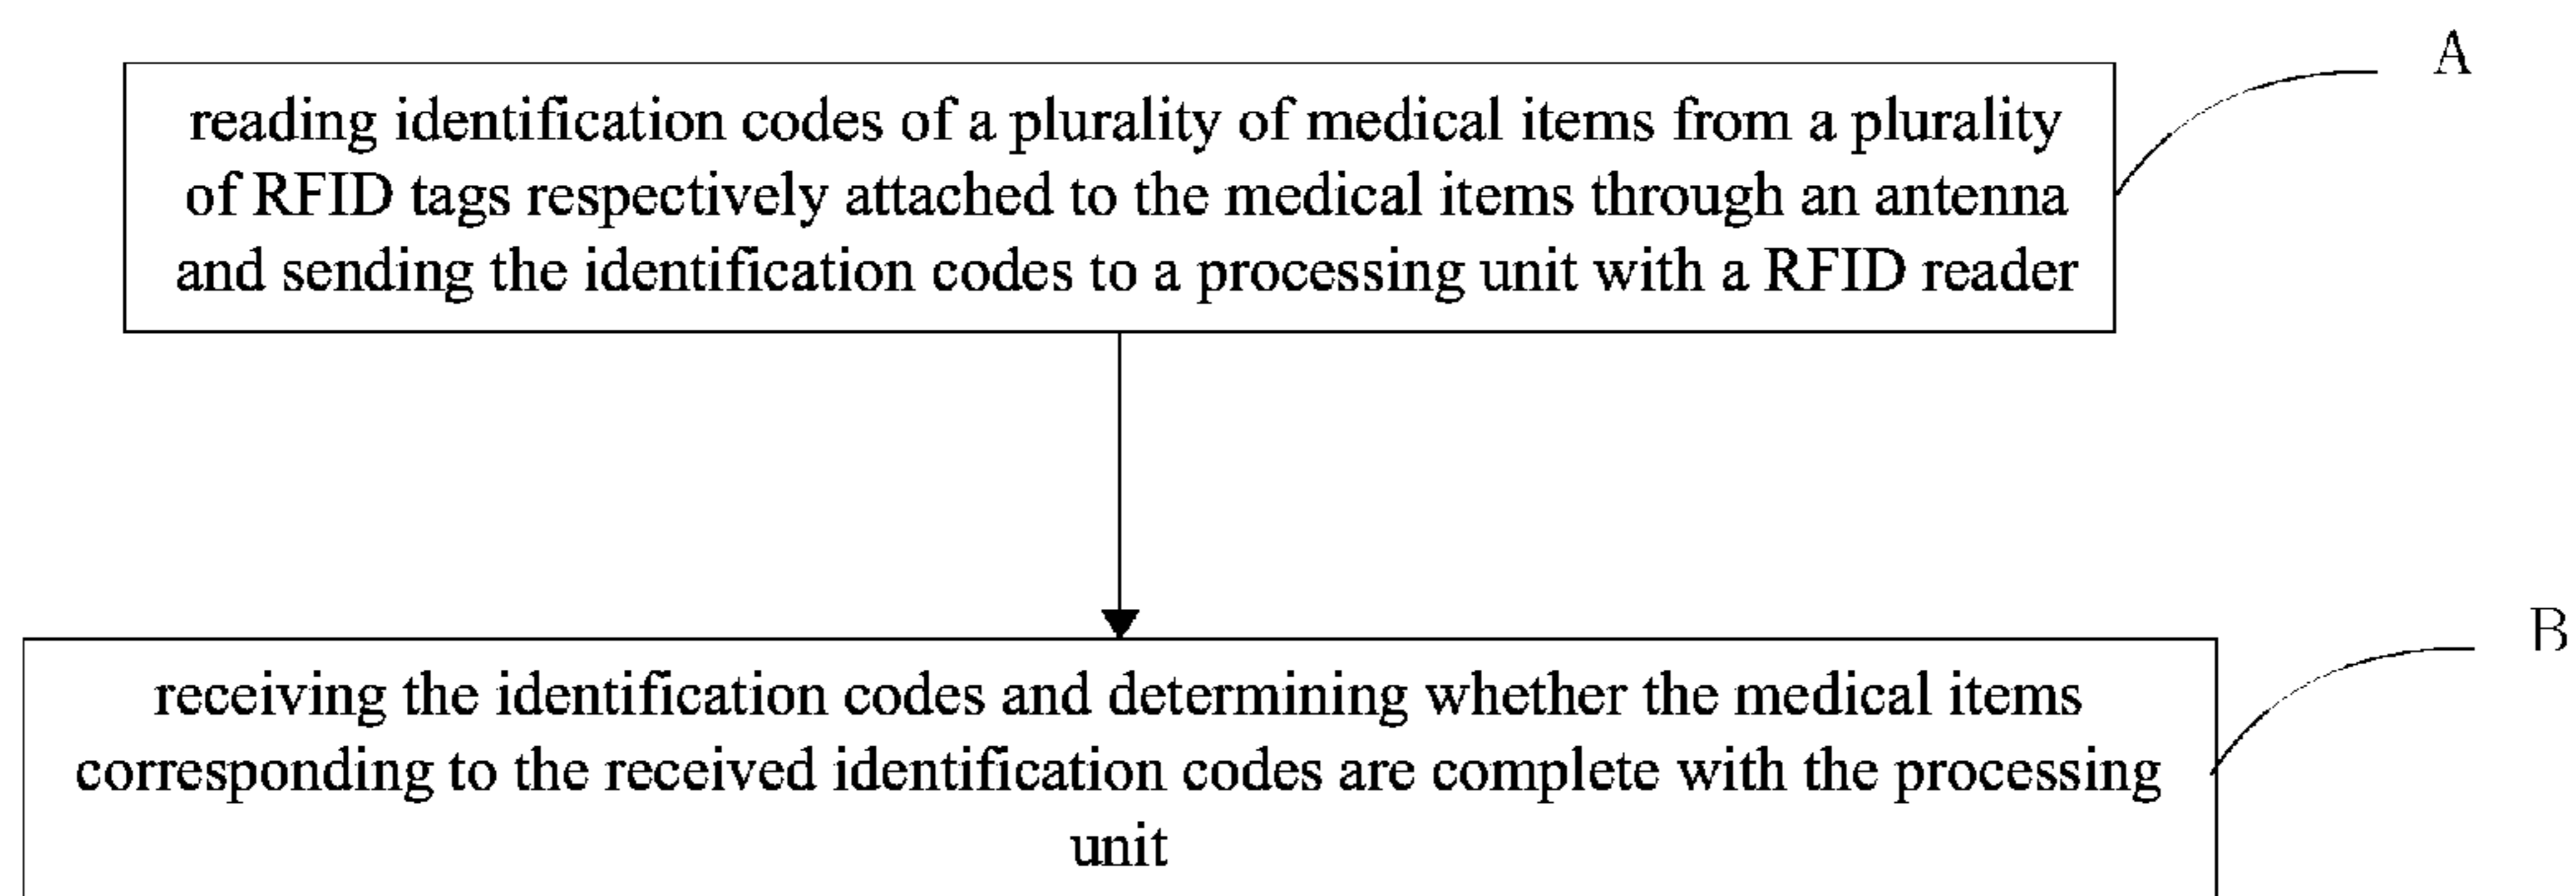 A
reading identification codes of a plurality of medical items from a plurality
of RFID tags respectively attached to the medical items through an antenna
and sending the identification codes to a processing unit with a RFID reader
B
receiving the identification codes and determining whether the medical items
corresponding to the received identification codes are complete with the processing
unit